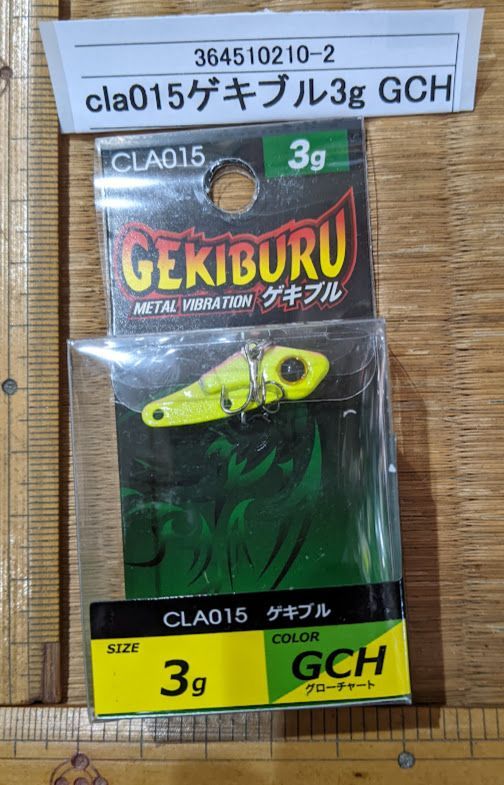 364510210-2
cla015ゲキブル3g GCH
CLA015 3g
GEKIBURU
METAL VIBRATION ゲキブル
CLA015 ゲキブル
SIZE COLOR
3g GCH
グローチャート